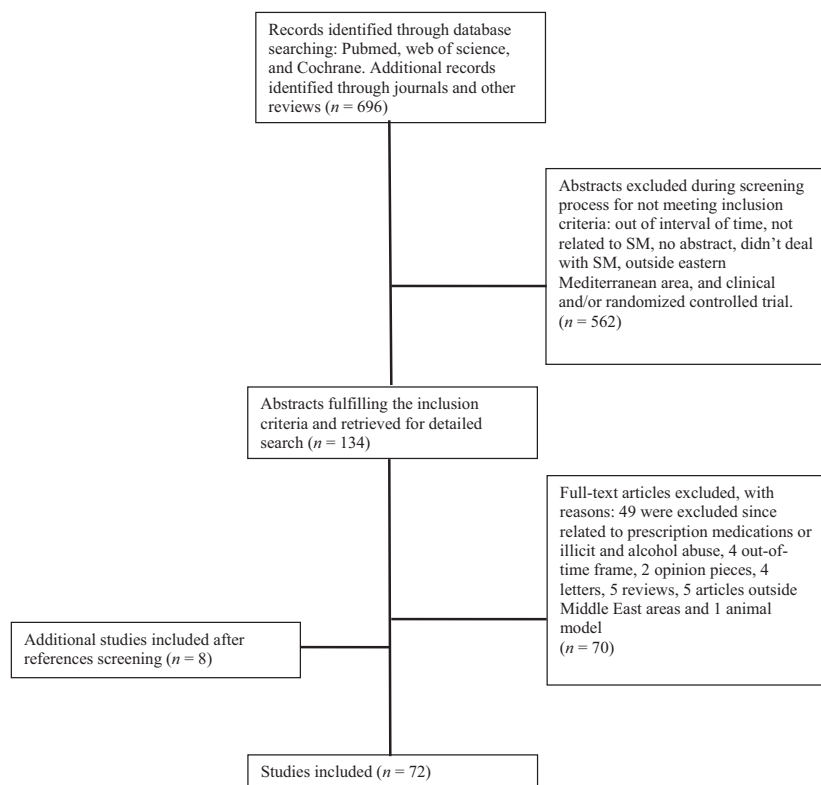 Records identified through database
searching: Pubmed, web of science,
and Cochrane. Additional records
identified through journals and other
reviews (n = 696)
Abstracts excluded during screening
process for not meeting inclusion
criteria: out of interval of time, not
related to SM, no abstract, didn't deal
with SM, outside eastern
Mediterranean area, and clinical
and/or randomized controlled trial.
(n = 562)
Abstracts fulfilling the inclusion
criteria and retrieved for detailed
search (n = 134)
Full-text articles excluded, with
reasons: 49 were excluded since
related to prescription medications or
illicit and alcohol abuse, 4 out-of-
time frame, 2 opinion pieces, 4
letters, 5 reviews, 5 articles outside
Middle East areas and 1 animal
model
(n = 70)
Additional studies included after
references screening (n = 8)
Studies included (n = 72)